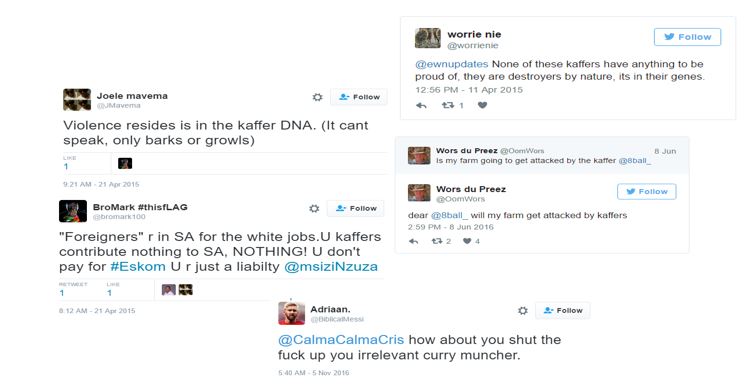 worrie nie
@worrienie
Follow
@ewnupdates None of these kaffers have anything to be
proud of, they are destroyers by nature, its in their genes.
12:56 PM - 11 Apr 2015
1
Joele mavema
@JMavema
Follow
Violence resides is in the kaffer DNA. (It cant
speak, only barks or growls)
LIKE
1
9:21 AM - 21 Apr 2015
Wors du Preez @OomWors 8 Jun
Is my farm going to get attacked by the kaffer @8ball_
Wors du Preez
@OomWors
Follow
dear @8ball_ will my farm get attacked by kaffers
2:59 PM - 8 Jun 2016
2 4
BroMark #thisfLAG
@bromark100
Follow
"Foreigners" r in SA for the white jobs.U kaffers
contribute nothing to SA, NOTHING! U don't
pay for #Eskom U r just a liabilty @msiziNzuza
RETWEET LIKE
1 1
8:12 AM - 21 Apr 2015
Adriaan.
@BiblicalMessi
Follow
@CalmaCalmaCris how about you shut the
fuck up you irrelevant curry muncher.
5:40 AM - 5 Nov 2016